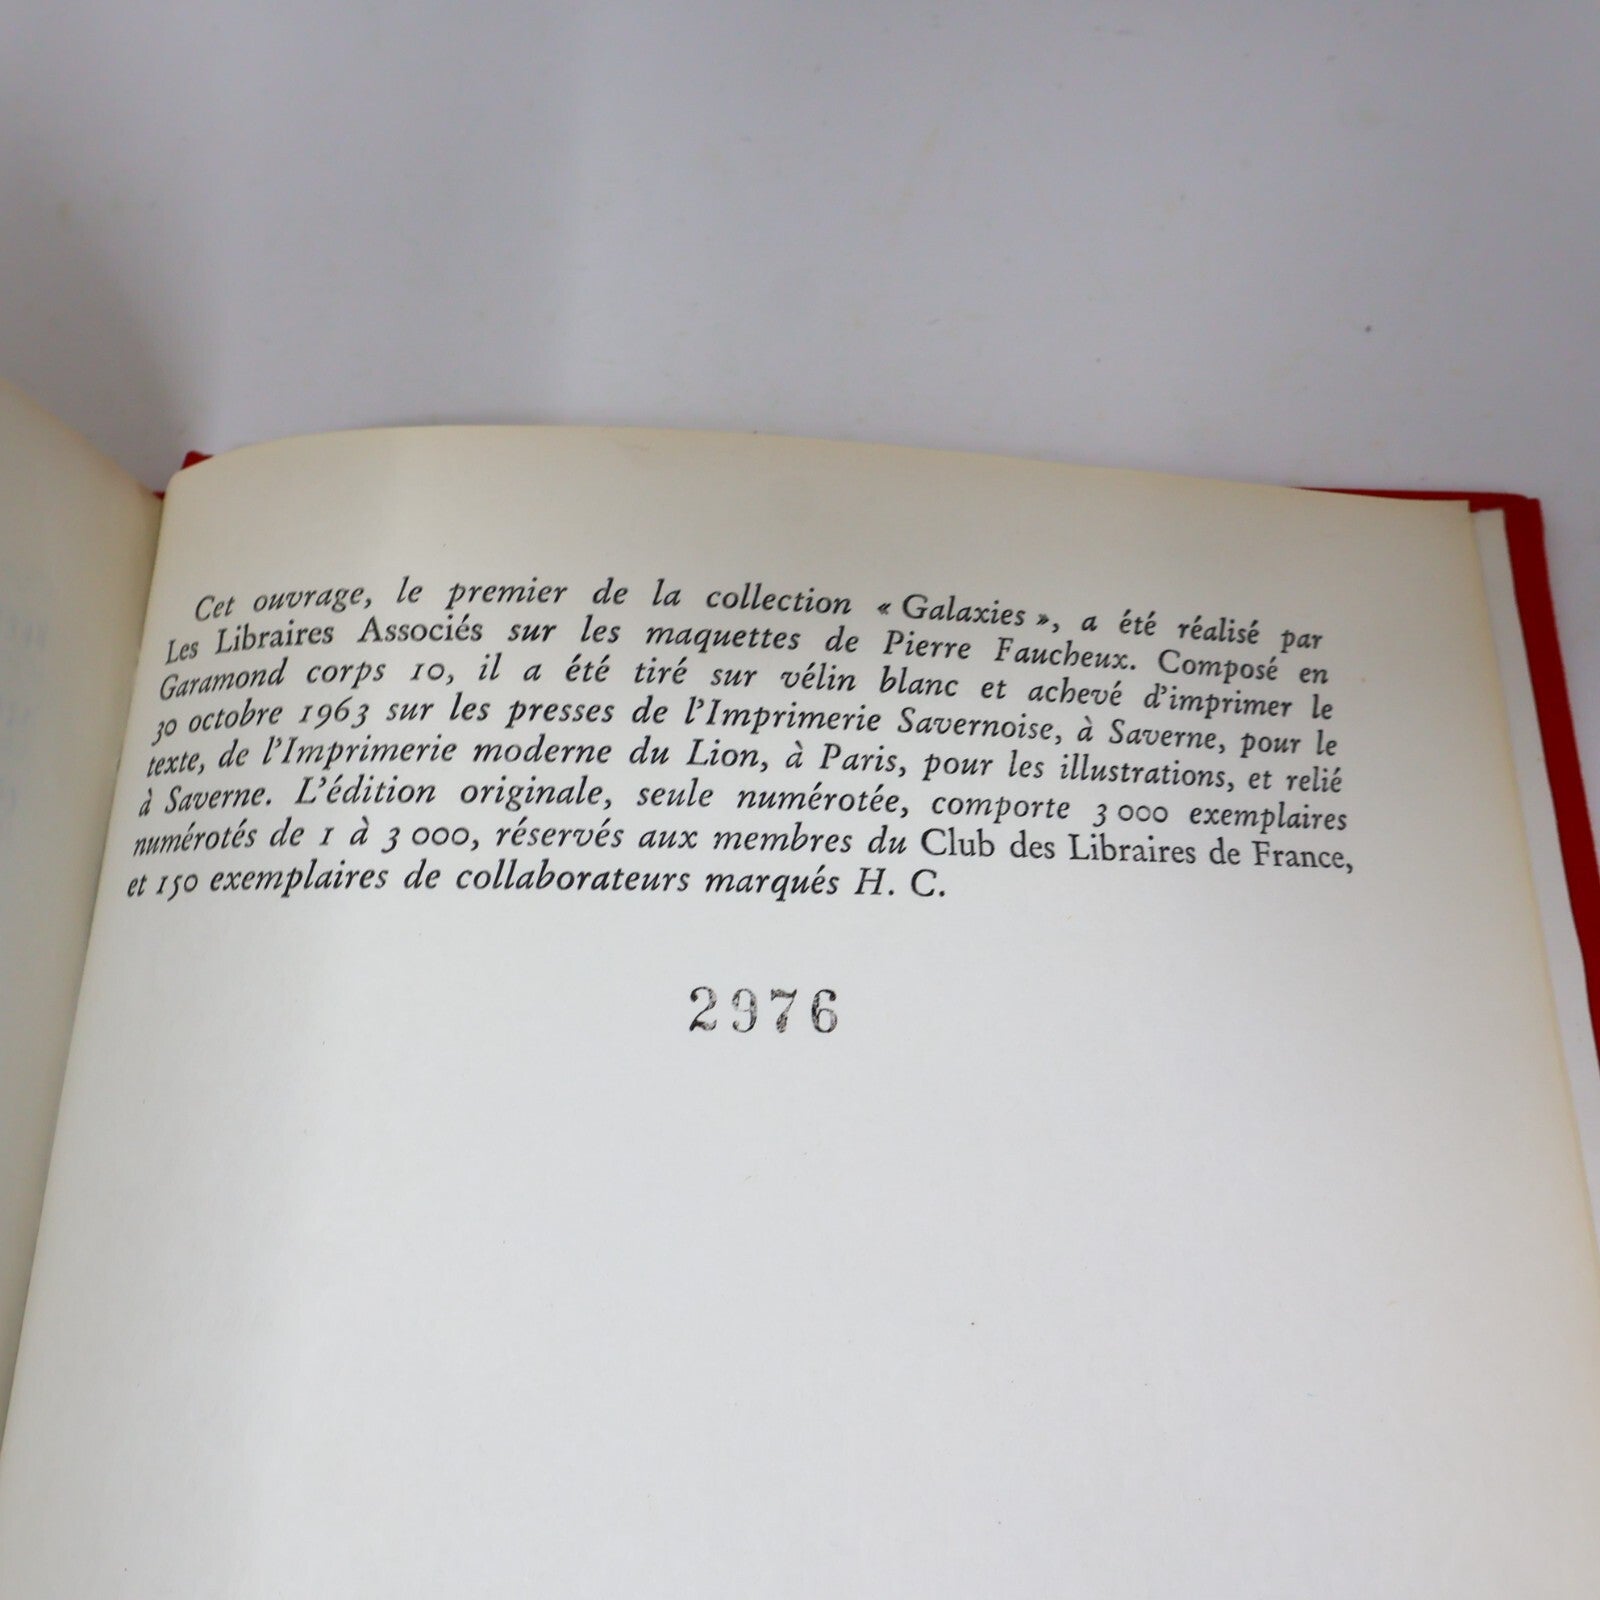 Cet ouvrage, le premier de la collection « Galaxies », a été réalisé par
Les Libraires Associés sur les maquettes de Pierre Faucheux. Composé en
Garamond corps 10, il a été tiré sur vélin blanc et achevé d'imprimer le
30 octobre 1963 sur les presses de l'Imprimerie Savernoise, à Saverne, pour le
texte, de l'Imprimerie moderne du Lion, à Paris, pour les illustrations, et relié
à Saverne. L'édition originale, seule numérotée, comporte 3 000 exemplaires
numérotés de 1 à 3 000, réservés aux membres du Club des Libraires de France,
et 150 exemplaires de collaborateurs marqués H. C.
2976